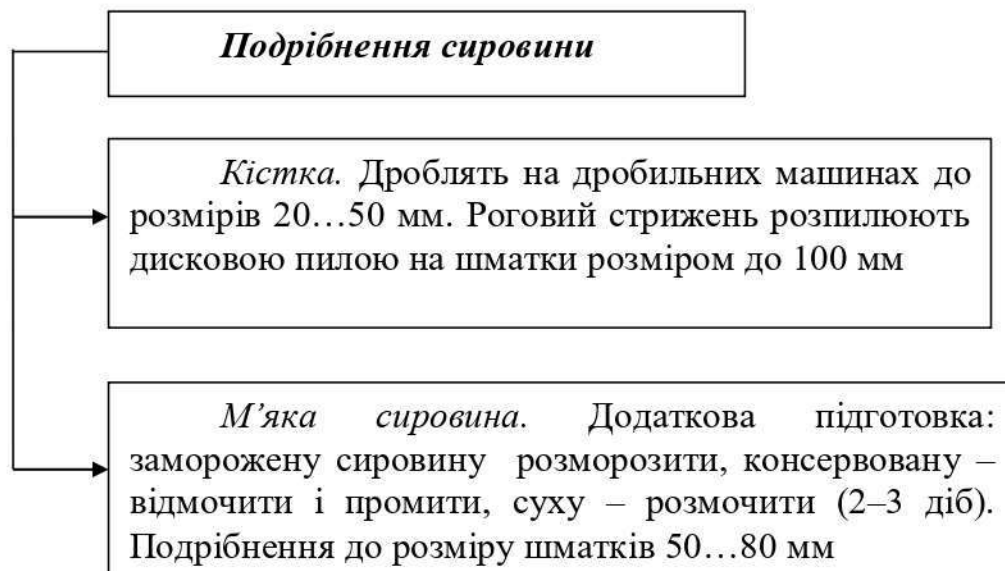 Подрібнення сировини
Кістка. Дроблять на дробильних машинах до
розмірів 20…50 мм. Роговий стрижень розпилюють
дисковою пилою на шматки розміром до 100 мм
М’яка сировина. Додаткова підготовка:
заморожену сировину розморозити, консервовану –
відмочити і промити, суху – розмочити (2–3 діб).
Подрібнення до розміру шматків 50…80 мм